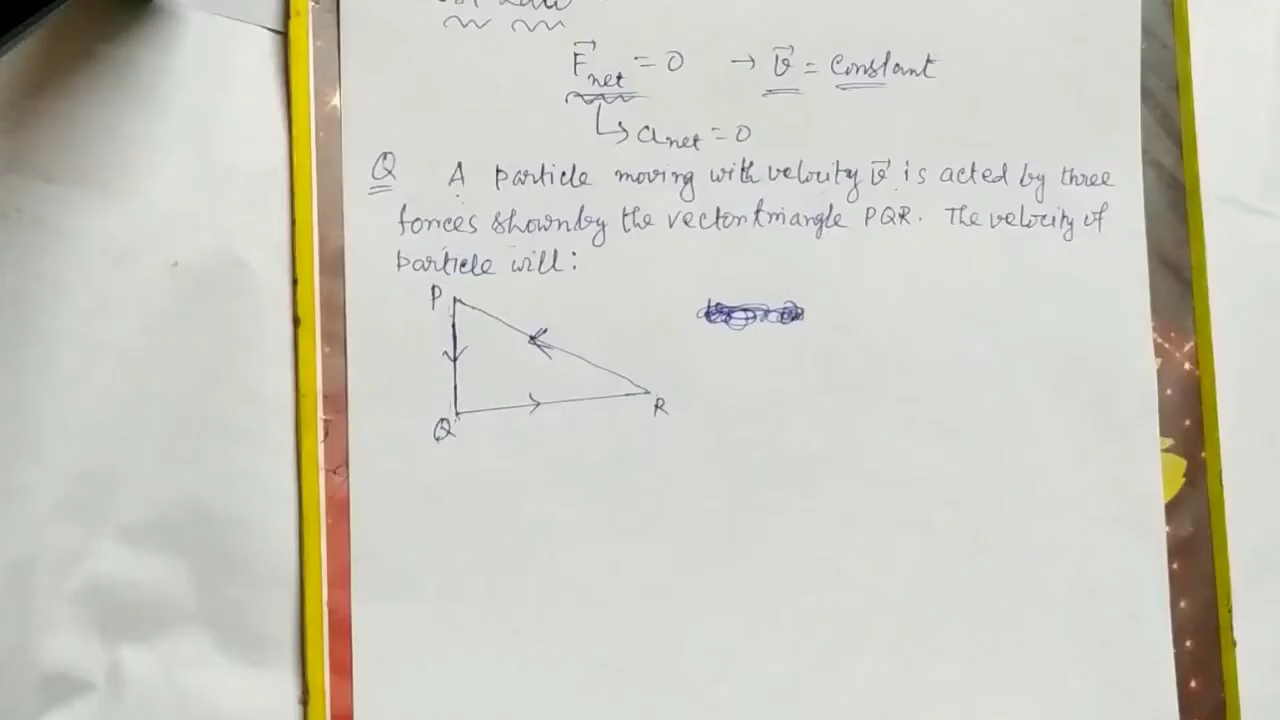 F⃗net = 0 → v⃗ = constant
↳ anet = 0
Q A particle moving with velocity v⃗ is acted by three
forces shown by the vector triangle PQR. The velocity of
particle will:
P
R
Q